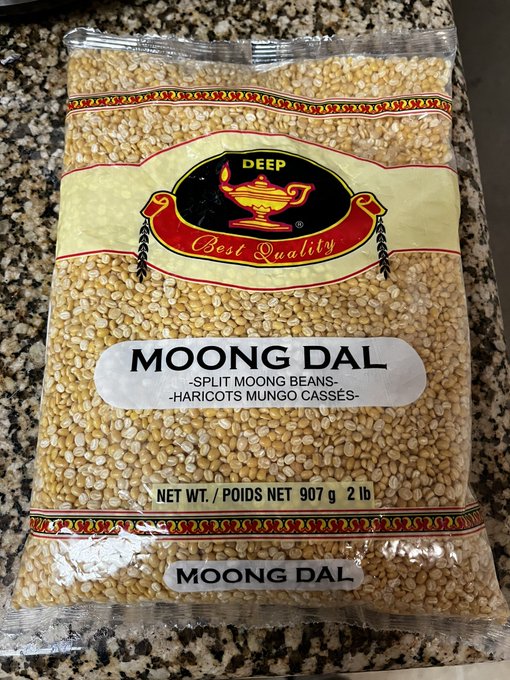 DEEP
®
Best Quality
MOONG DAL
-SPLIT MOONG BEANS-
-HARICOTS MUNGO CASSÉS-
NET WT. / POIDS NET 907 g 2 lb
MOONG DAL